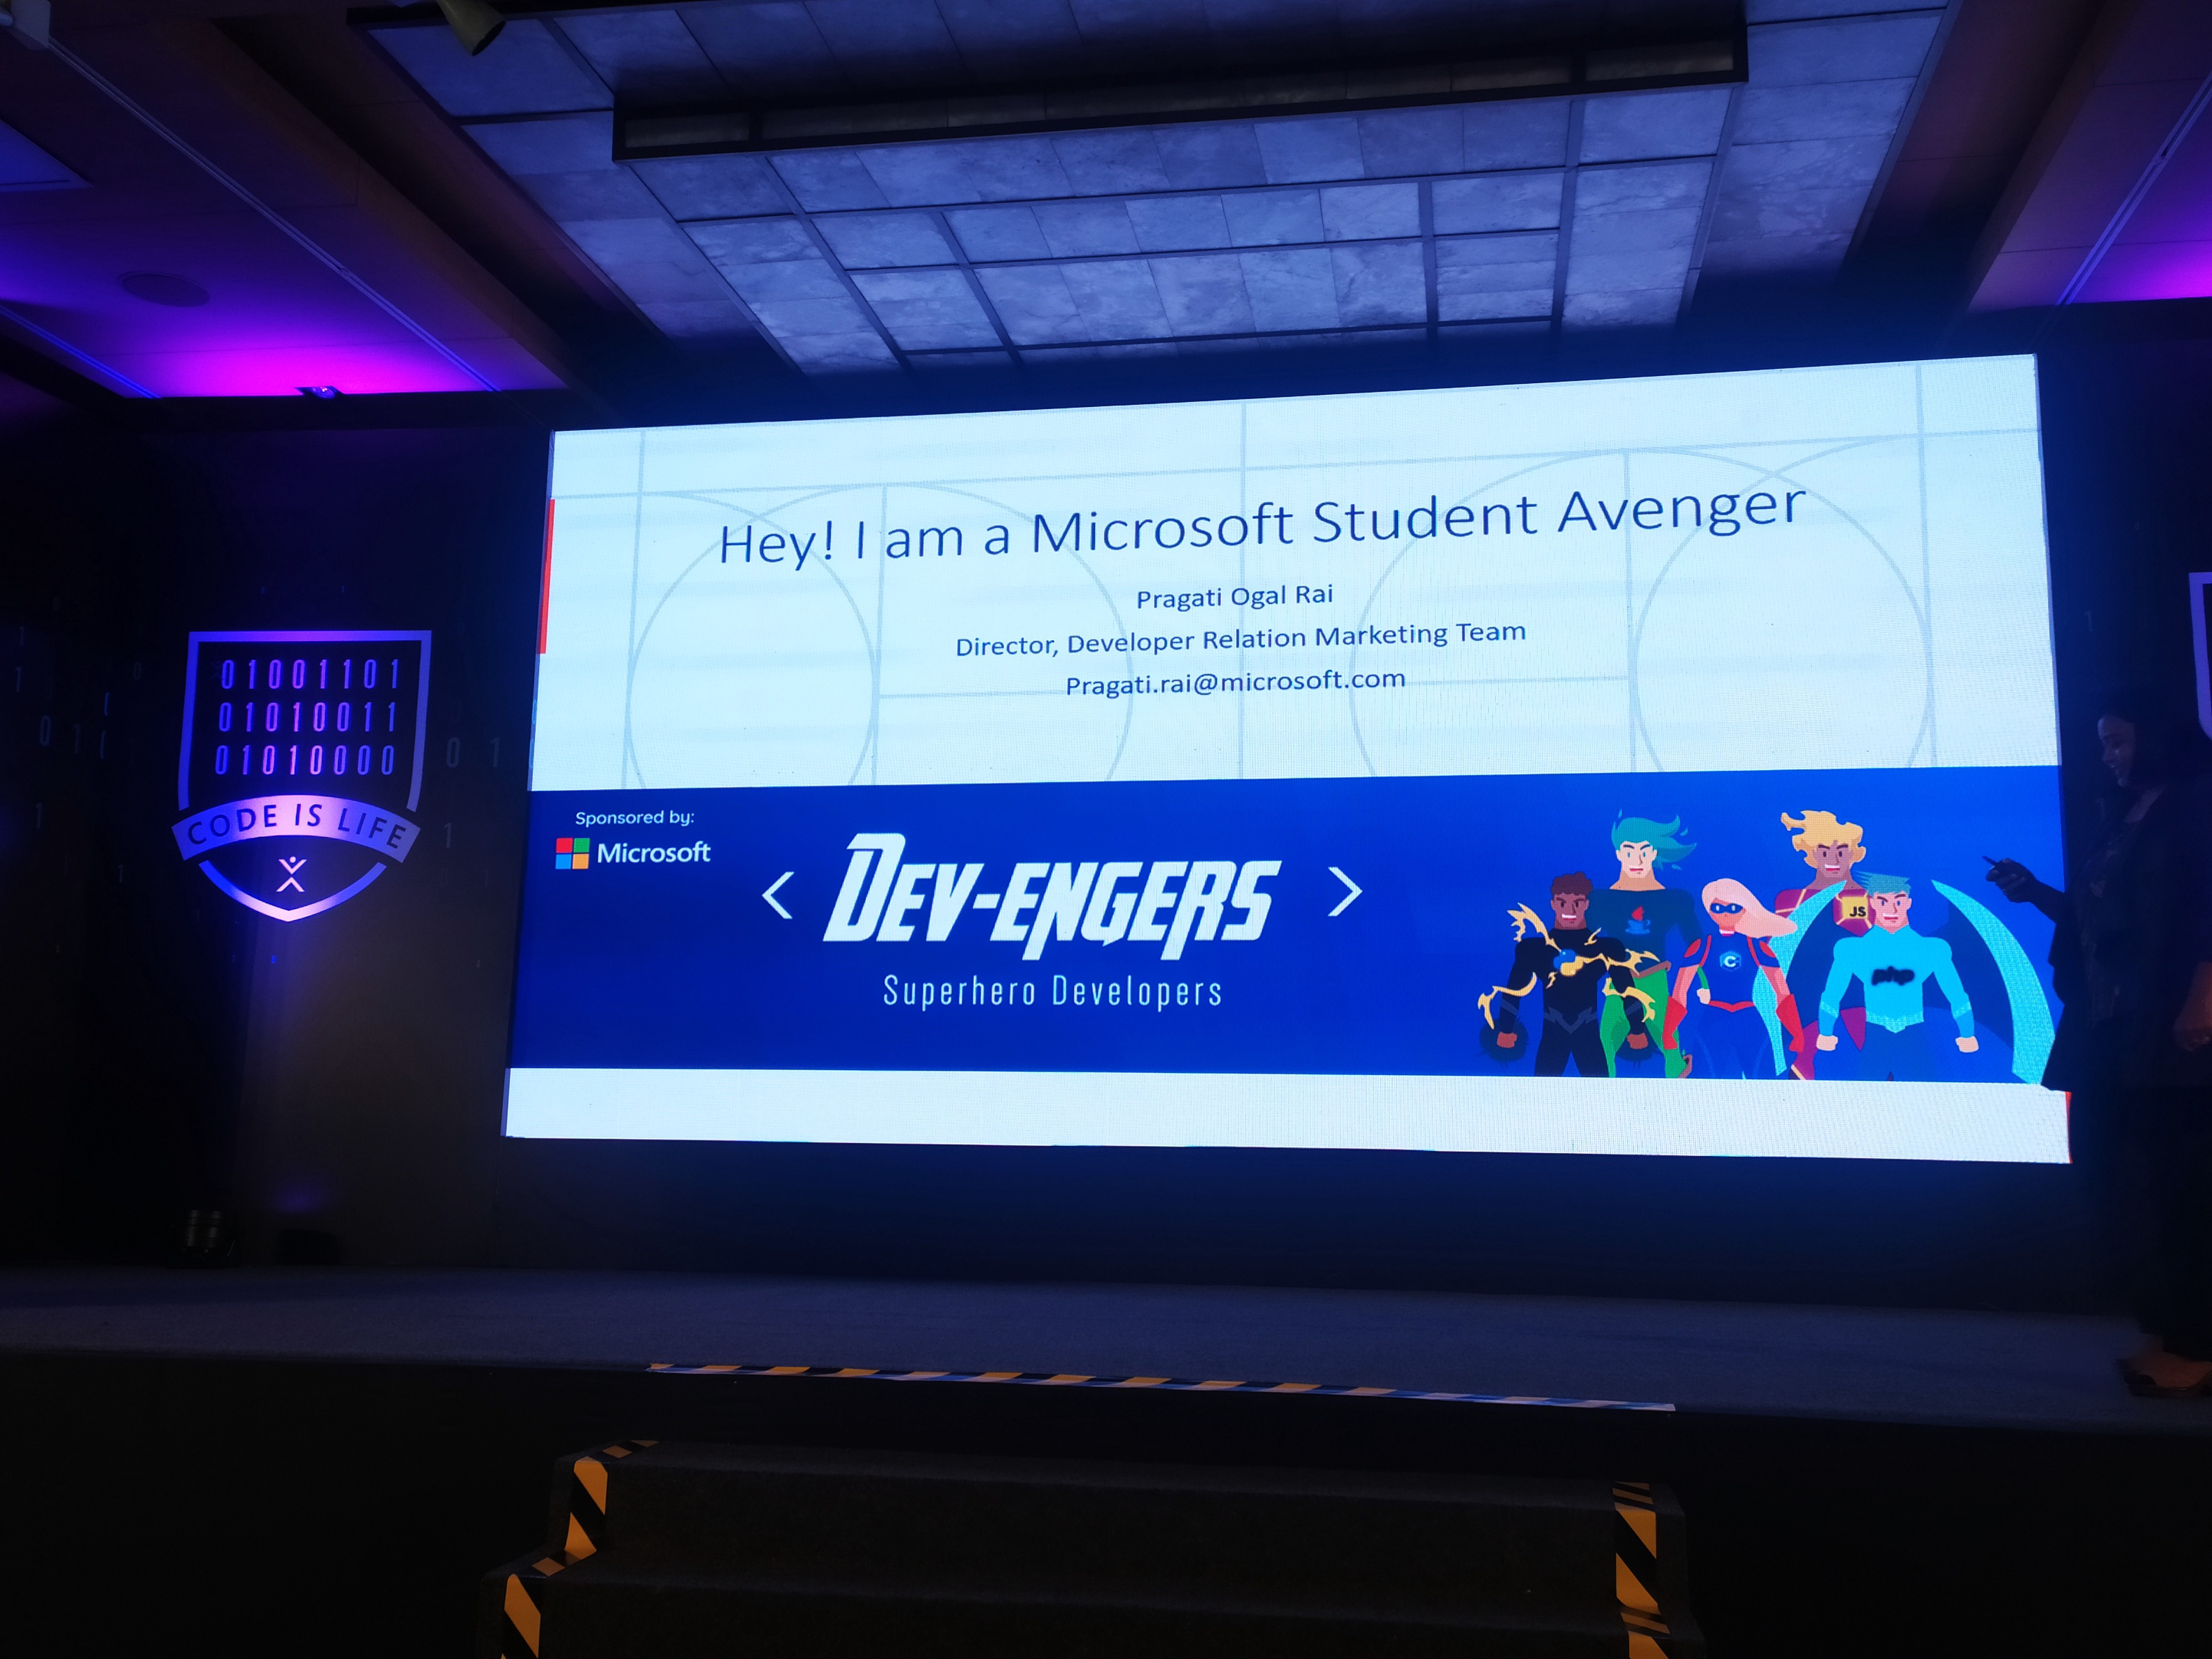 Hey! I am a Microsoft Student Avenger
Pragati Ogal Rai
Director, Developer Relation Marketing Team
Pragati.rai@microsoft.com
Sponsored by:
Microsoft
< DEV-ENGERS >
Superhero Developers
JS
C
php
01001101
01010011
01010000
CODE IS LIFE